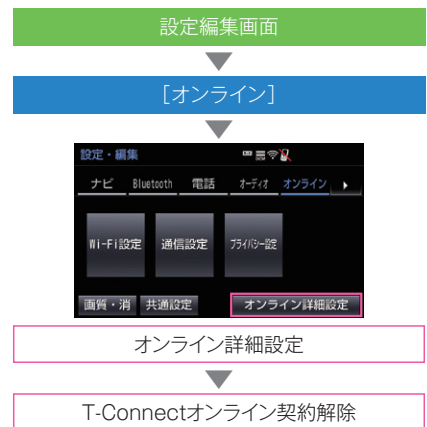 設定編集画面
[オンライン]
設定・編集
ナビ Bluetooth 電話 オーディオ オンライン
Wi-Fi設定 通信設定 プライバシー設定
画質・消 共通設定 オンライン詳細設定
オンライン詳細設定
T-Connectオンライン契約解除